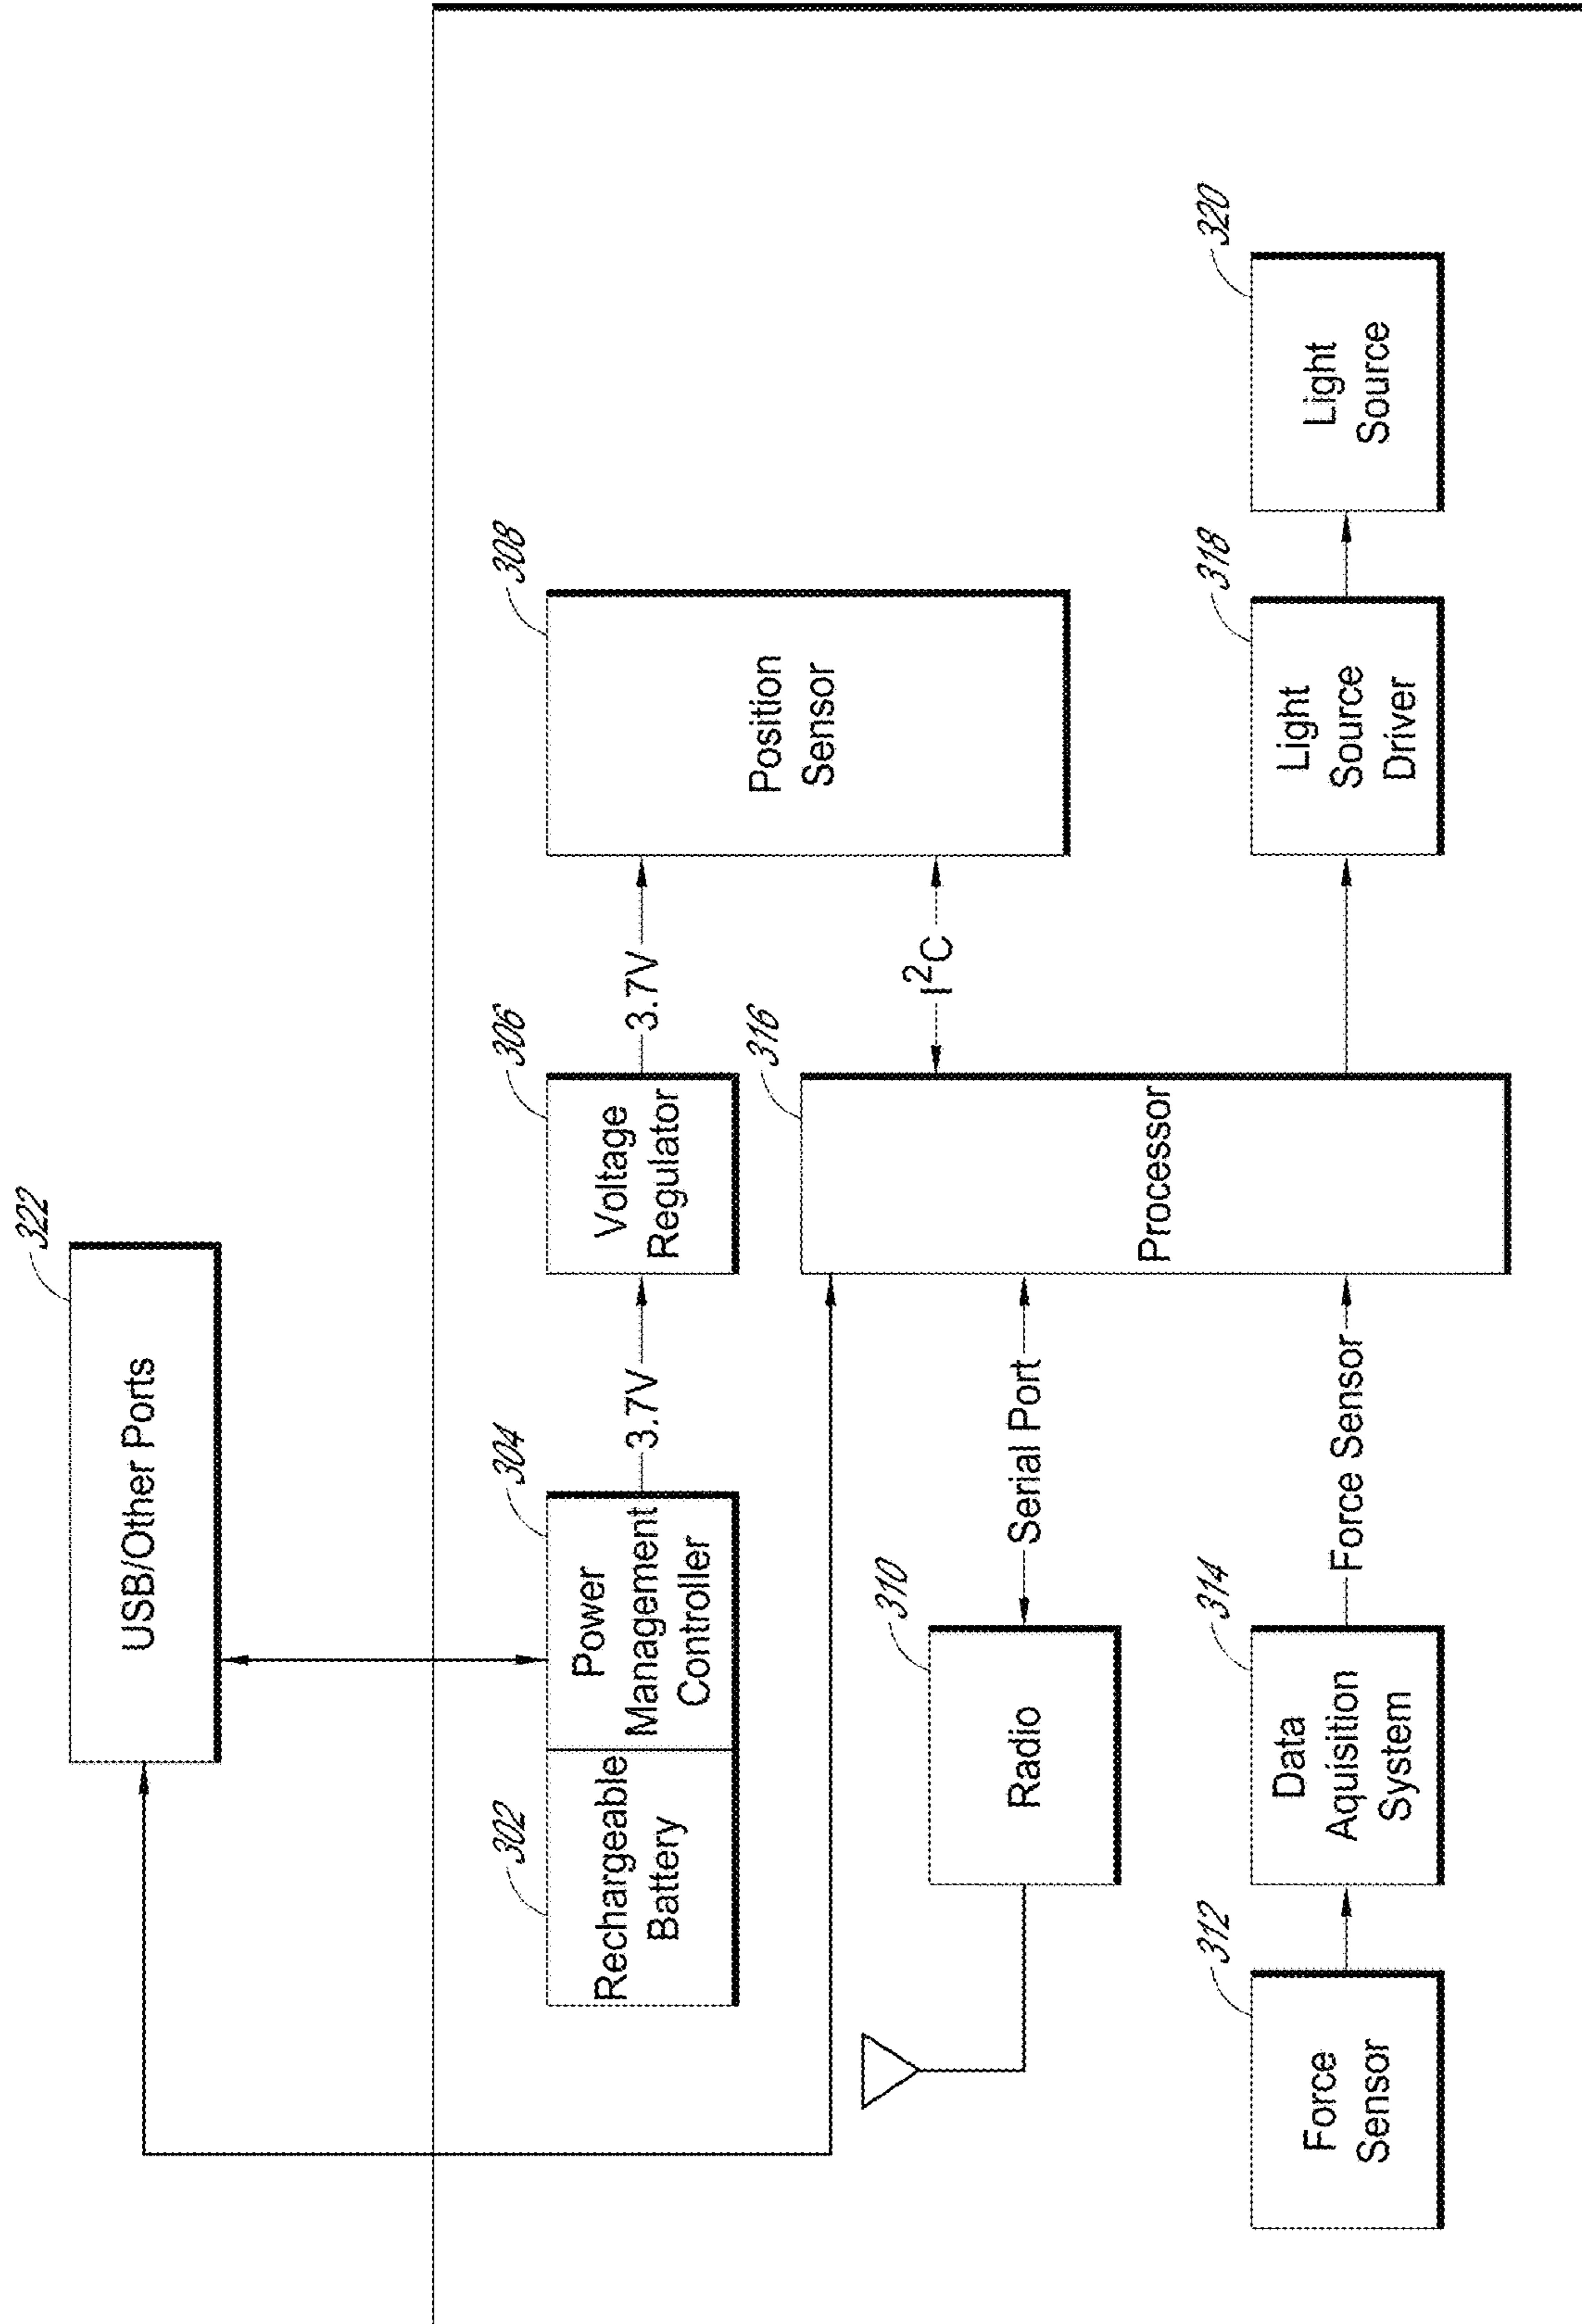 322
USB/Other Ports
302
Rechargeable
Battery
304
Power
Management
Controller
3.7V
306
Voltage
Regulator
3.7V
308
Position
Sensor
310
Radio
Serial Port
316
Processor
I²C
312
Force
Sensor
314
Data
Aquisition
System
Force Sensor
318
Light
Source
Driver
320
Light
Source